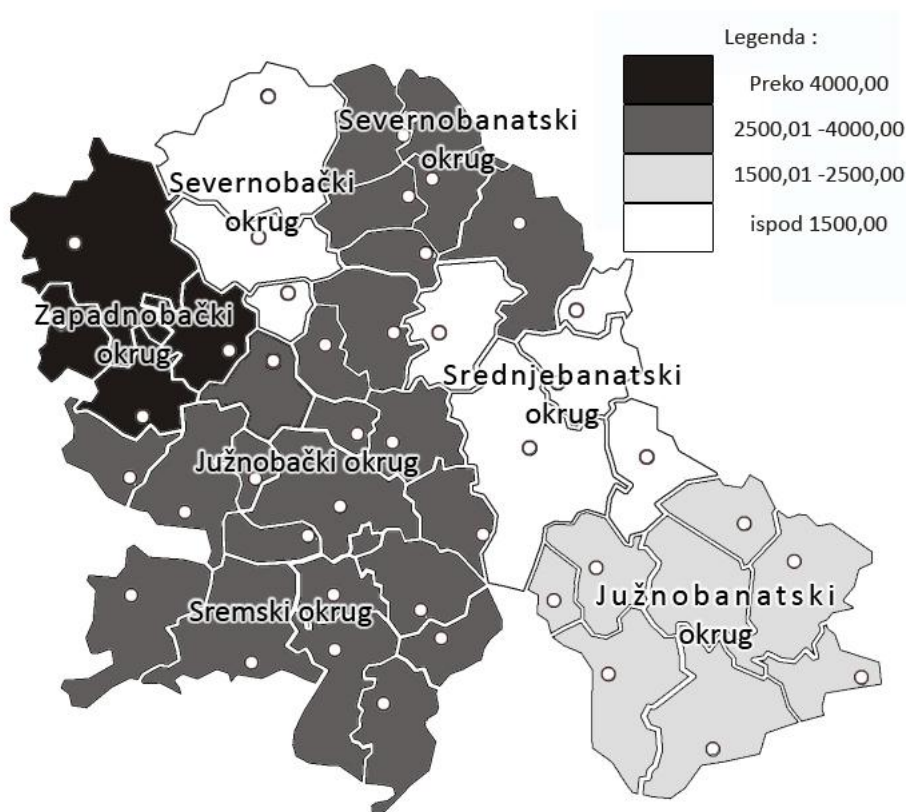 Legenda :
Preko 4000,00
2500,01 -4000,00
1500,01 -2500,00
ispod 1500,00
Severnobanatski
okrug
Severnobački
okrug
Zapadnobački
okrug
Srednjebanatski
okrug
Južnobački okrug
Sremski okrug
Južnobanatski
okrug